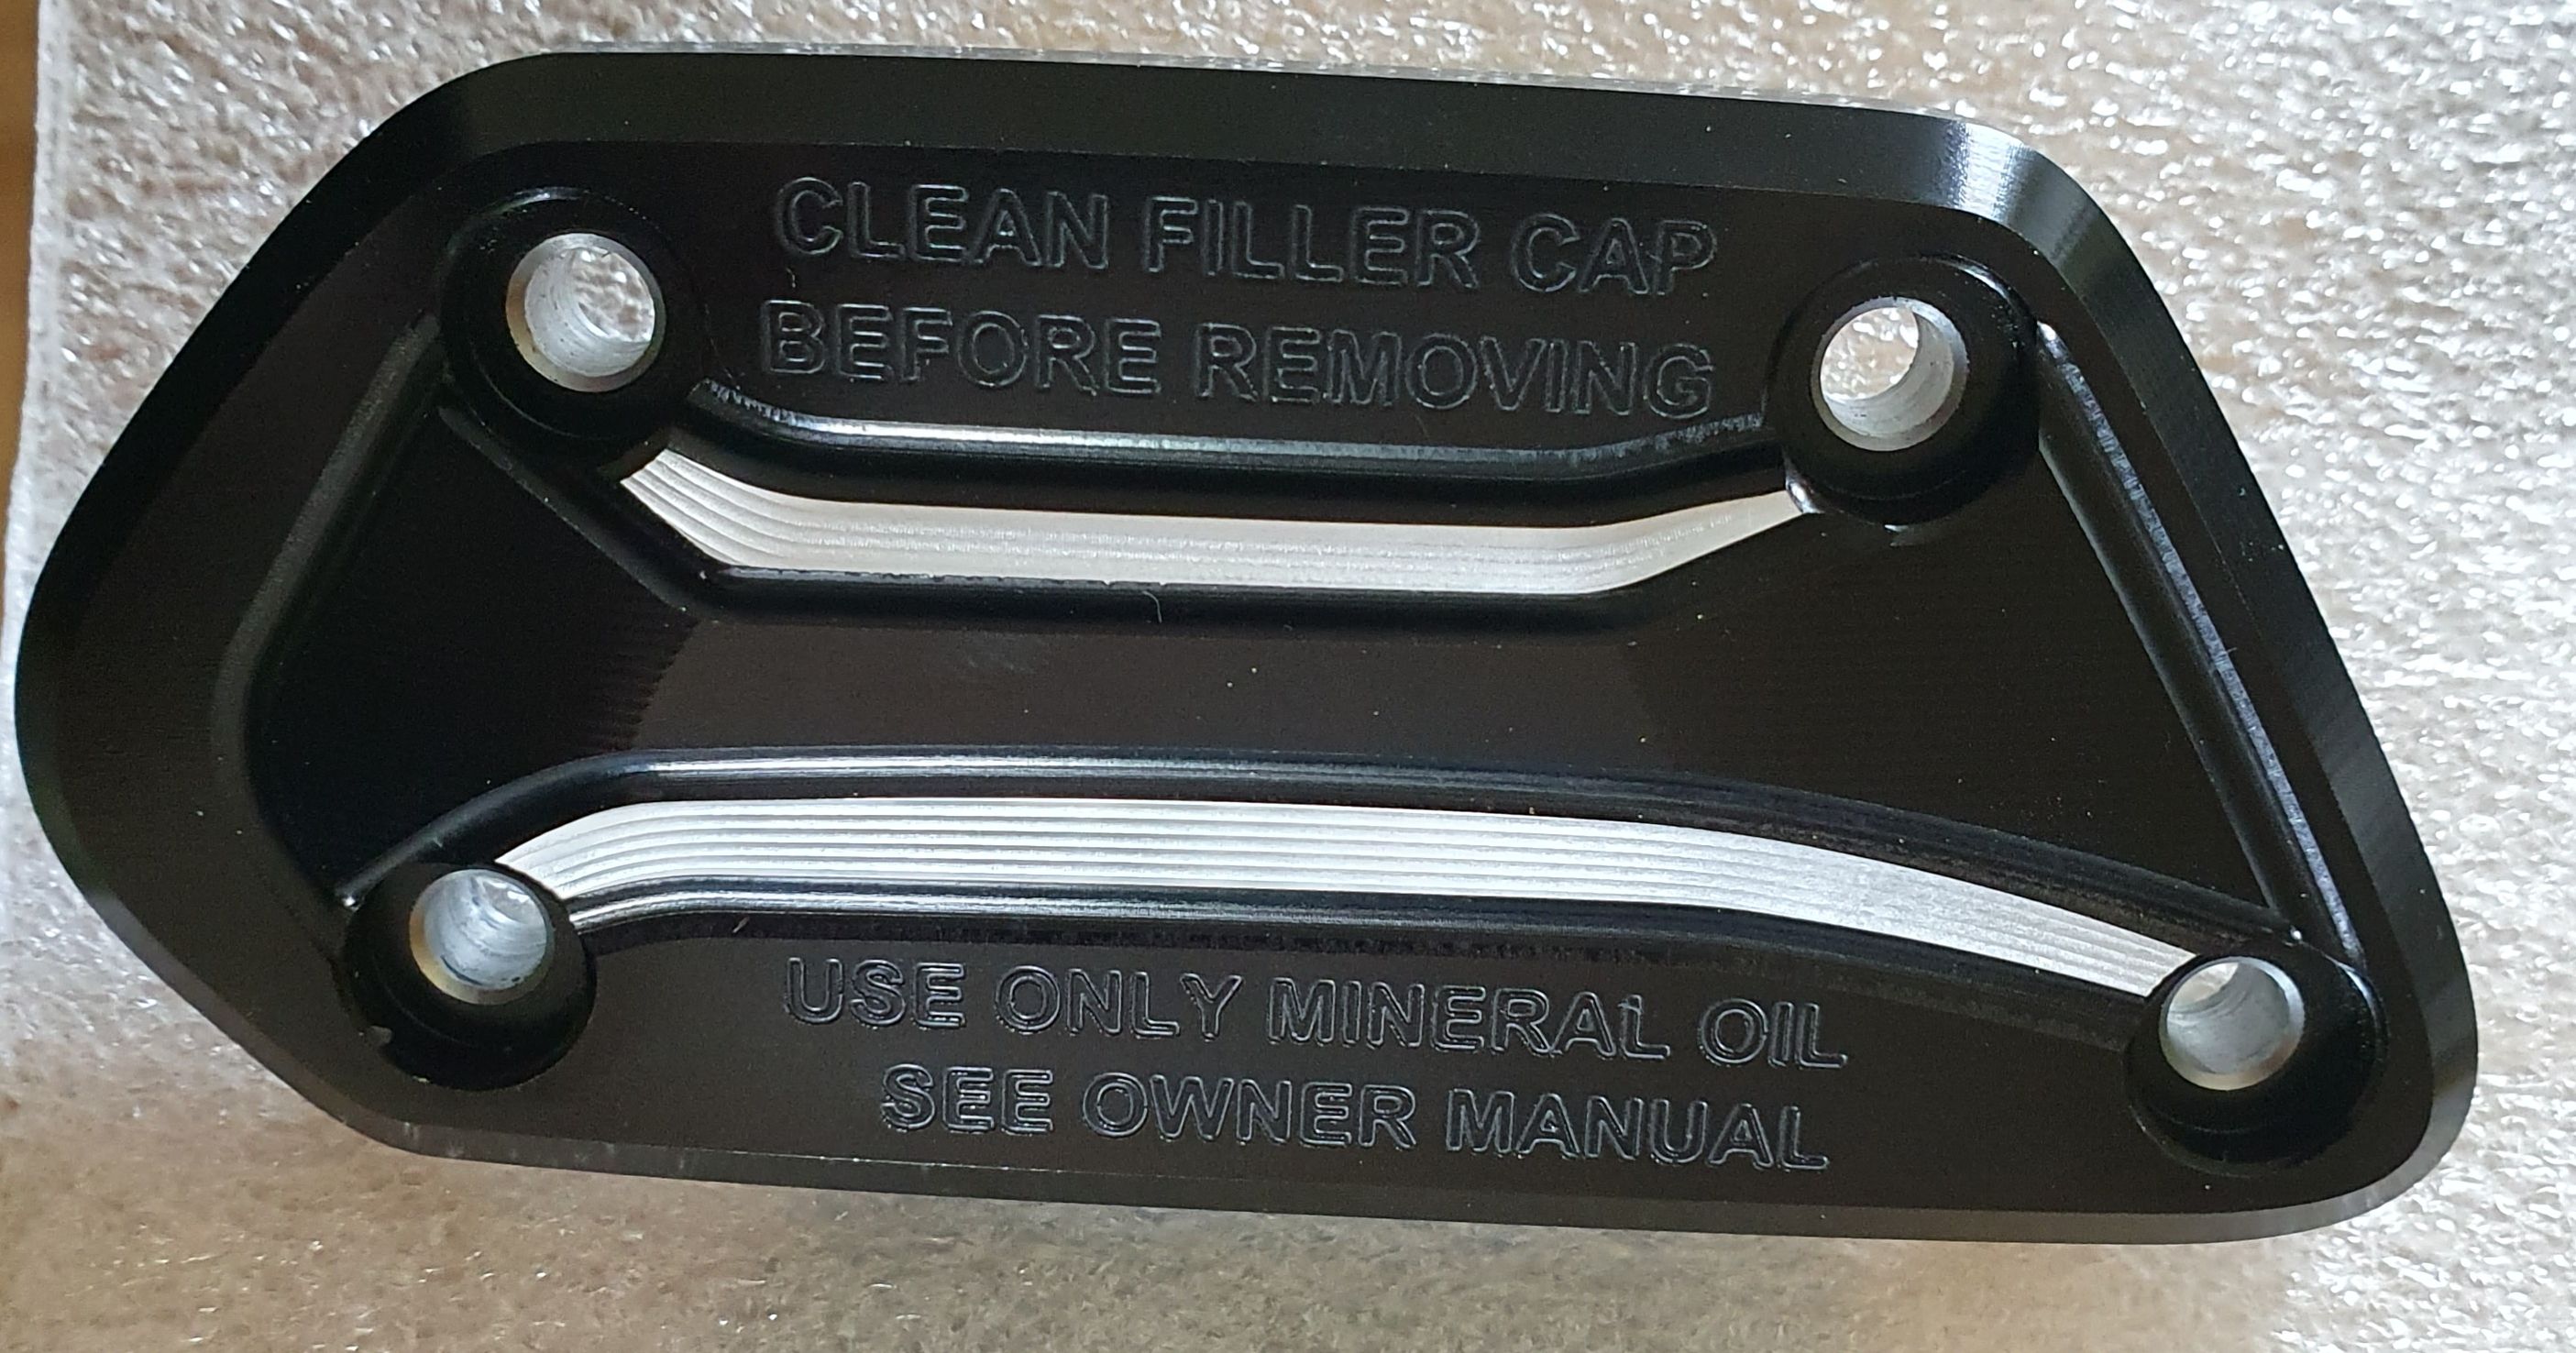 CLEAN FILLER CAP
BEFORE REMOVING
USE ONLY MINERAL OIL
SEE OWNER MANUAL